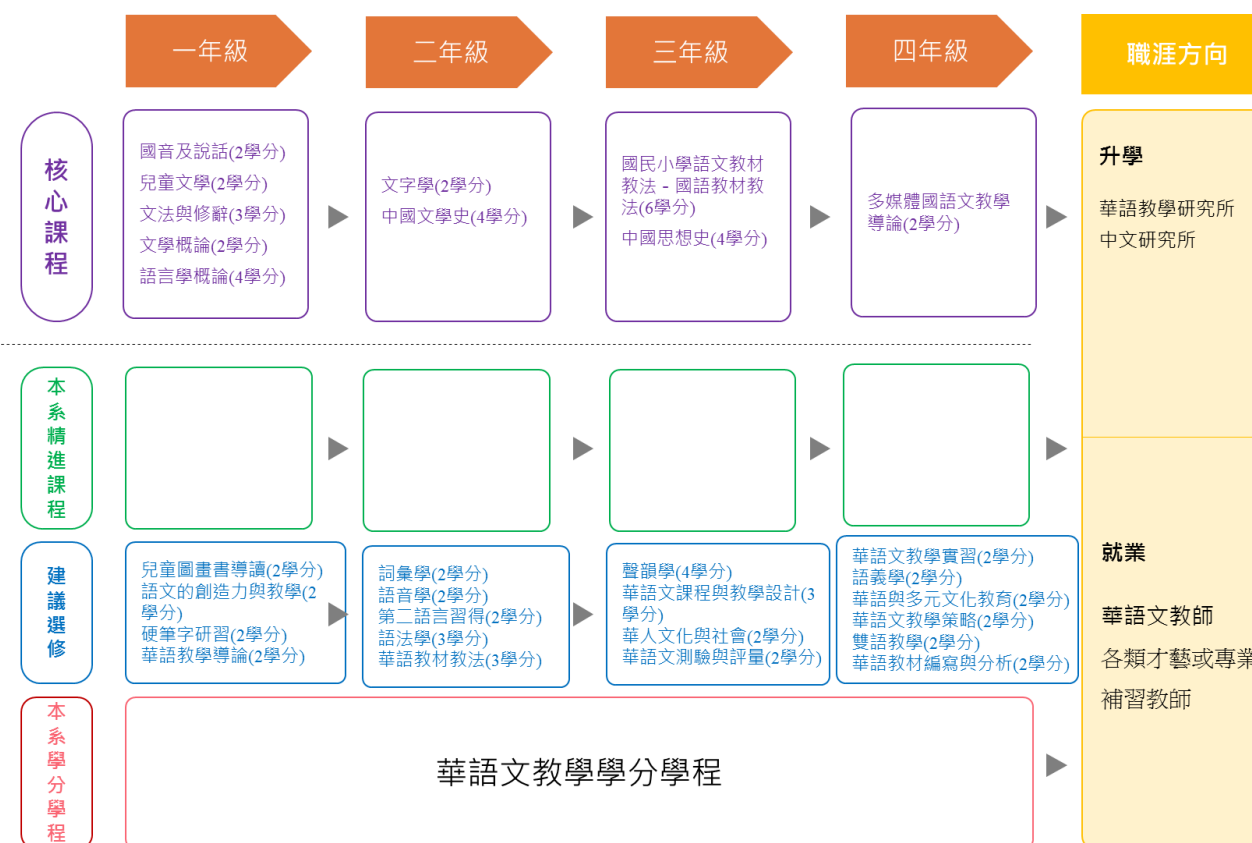 一年級
二年級
三年級
四年級
職涯方向
核心課程
國音及說話(2學分)
兒童文學(2學分)
文法與修辭(3學分)
文學概論(2學分)
語言學概論(4學分)
文字學(2學分)
中國文學史(4學分)
國民小學語文教材
教法 - 國語教材教
法(6學分)
中國思想史(4學分)
多媒體國語文教學
導論(2學分)
升學
華語教學研究所
中文研究所
本系精進課程
建議選修
兒童圖畫書導讀(2學分)
語文的創造力與教學(2
學分)
硬筆字研習(2學分)
華語教學導論(2學分)
詞彙學(2學分)
語音學(2學分)
第二語言習得(2學分)
語法學(3學分)
華語教材教法(3學分)
聲韻學(4學分)
華語文課程與教學設計(3
學分)
華人文化與社會(2學分)
華語文測驗與評量(2學分)
華語文教學實習(2學分)
語義學(2學分)
華語與多元文化教育(2學分)
華語文教學策略(2學分)
雙語教學(2學分)
華語教材編寫與分析(2學分)
就業
華語文教師
各類才藝或專業
補習教師
本系學分學程
華語文教學學分學程